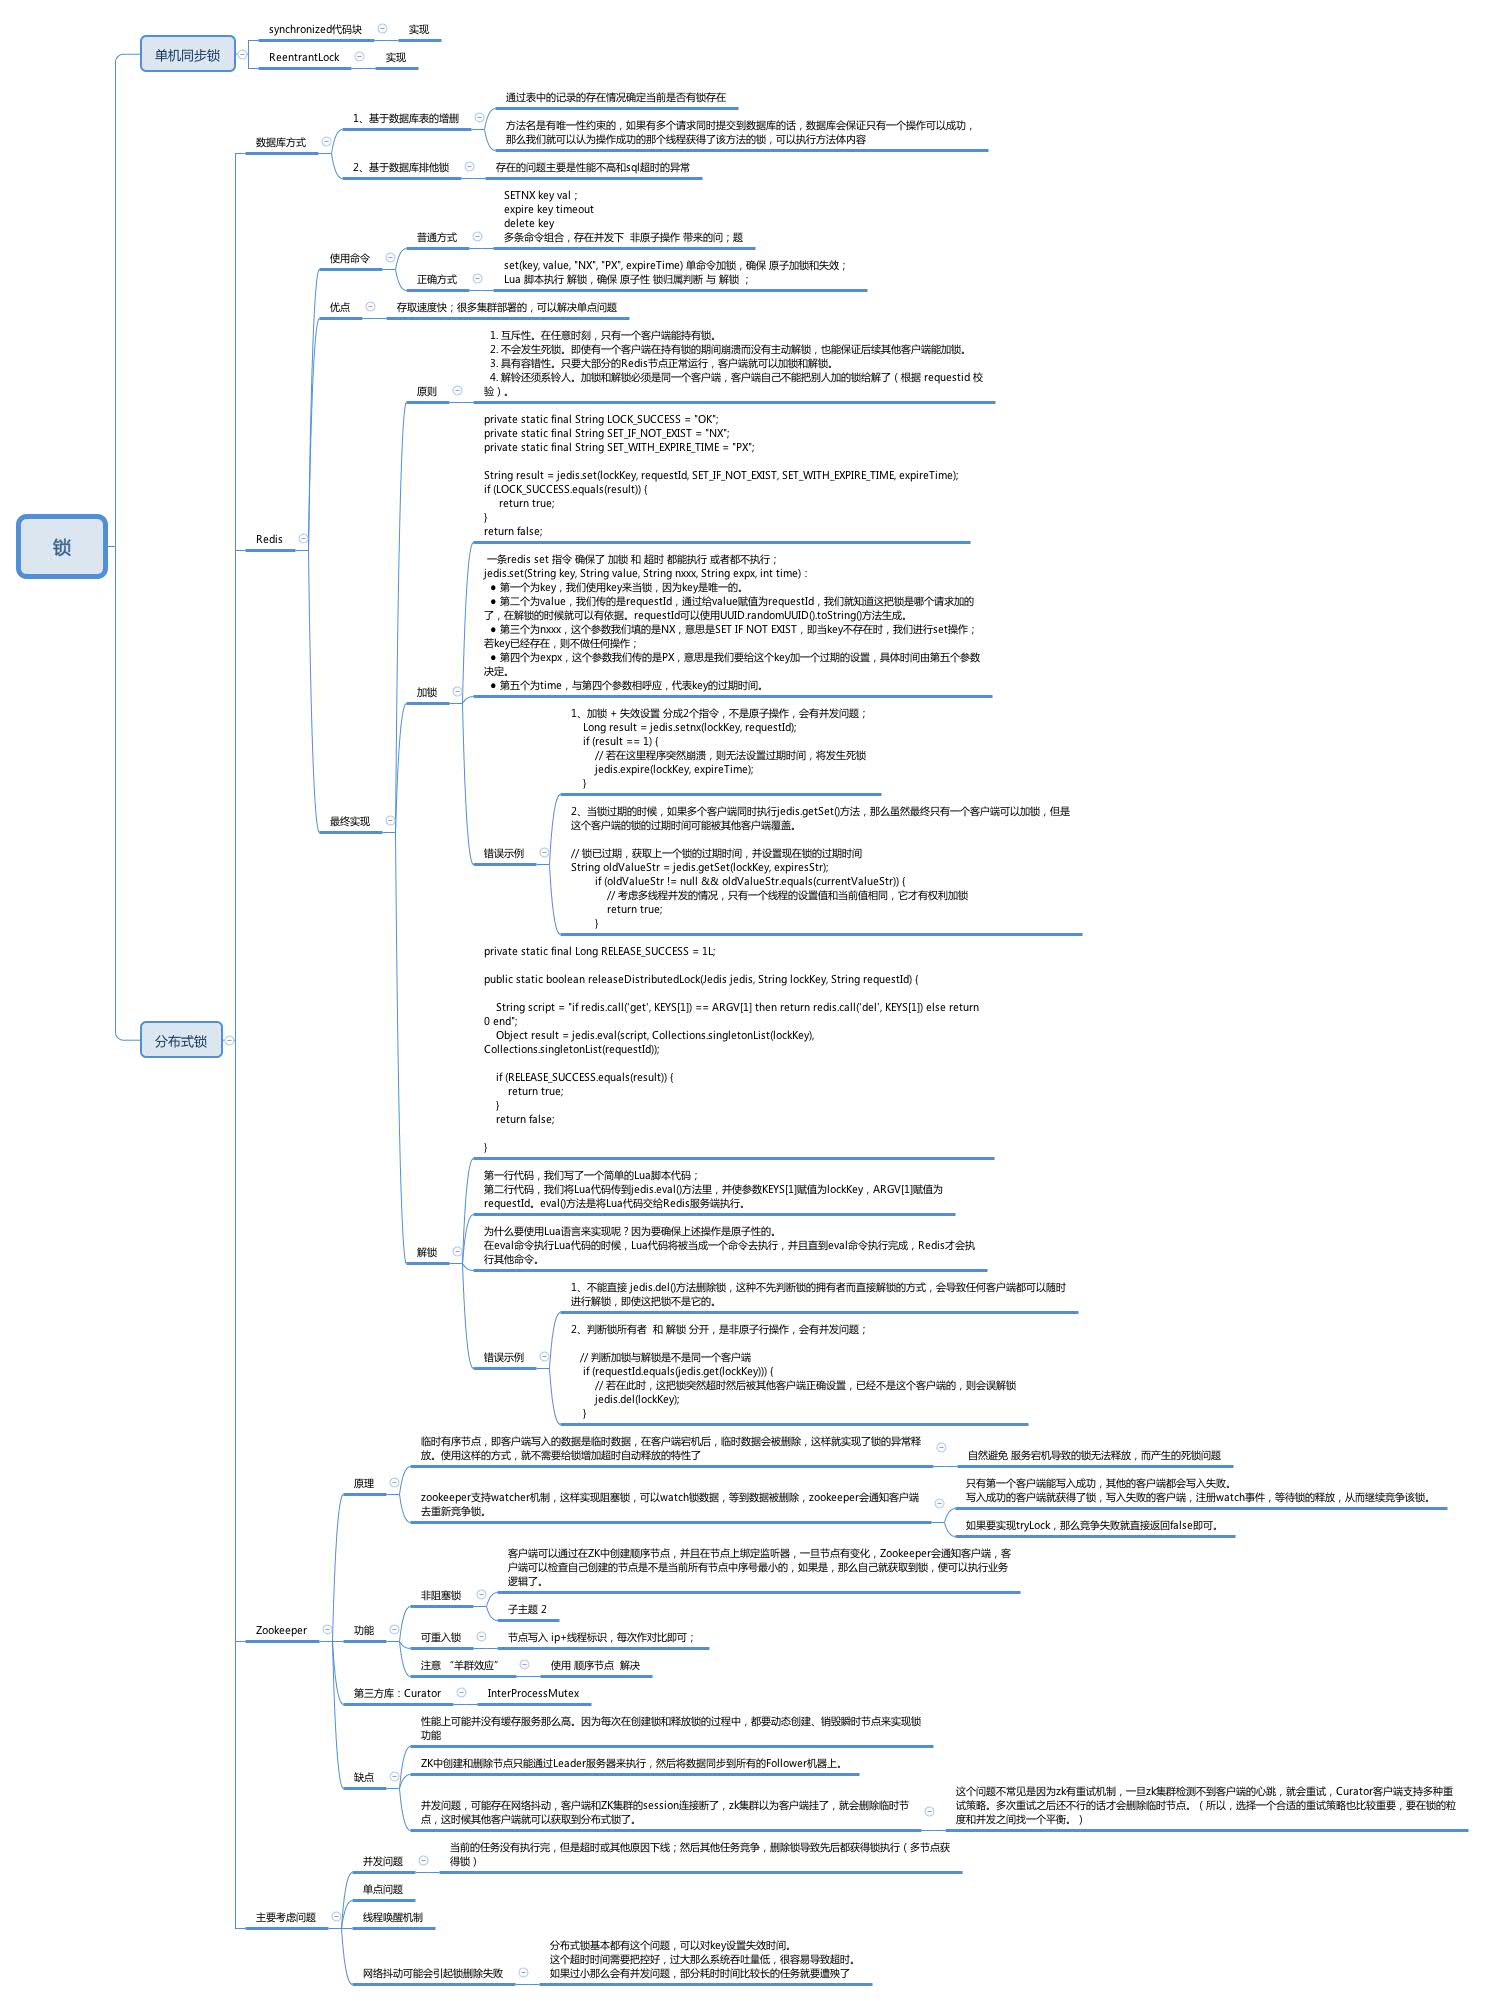 锁
单机同步锁
synchronized代码块
实现
ReentrantLock
实现
分布式锁
数据库方式
1、基于数据库表的增删
通过表中的记录的存在情况确定当前是否有锁存在
方法名是有唯一性约束的，如果有多个请求同时提交到数据库的话，数据库会保证只有一个操作可以成功，
那么我们就可以认为操作成功的那个线程获得了该方法的锁，可以执行方法体内容
2、基于数据库排他锁
存在的问题主要是性能不高和sql超时的异常
Redis
使用命令
普通方式
SETNX key val；
expire key timeout
delete key
多条命令组合，存在并发下 非原子操作 带来的问；题
正确方式
set(key, value, "NX", "PX", expireTime) 单命令加锁，确保 原子加锁和失效；
Lua 脚本执行 解锁，确保 原子性 锁归属判断 与 解锁 ；
优点
存取速度快；很多集群部署的，可以解决单点问题
最终实现
原则
1. 互斥性。在任意时刻，只有一个客户端能持有锁。
2. 不会发生死锁。即使有一个客户端在持有锁的期间崩溃而没有主动解锁，也能保证后续其他客户端能加锁。
3. 具有容错性。只要大部分的Redis节点正常运行，客户端就可以加锁和解锁。
4. 解铃还须系铃人。加锁和解锁必须是同一个客户端，客户端自己不能把别人加的锁给解了（根据 requestid 校
验）。
加锁
private static final String LOCK_SUCCESS = "OK";
private static final String SET_IF_NOT_EXIST = "NX";
private static final String SET_WITH_EXPIRE_TIME = "PX";
String result = jedis.set(lockKey, requestId, SET_IF_NOT_EXIST, SET_WITH_EXPIRE_TIME, expireTime);
if (LOCK_SUCCESS.equals(result)) {
return true;
}
return false;
一条redis set 指令 确保了 加锁 和 超时 都能执行 或者都不执行；
jedis.set(String key, String value, String nxxx, String expx, int time)：
● 第一个为key，我们使用key来当锁，因为key是唯一的。
● 第二个为value，我们传的是requestId，通过给value赋值为requestId，我们就知道这把锁是哪个请求加的
了，在解锁的时候就可以有依据。requestId可以使用UUID.randomUUID().toString()方法生成。
● 第三个为nxxx，这个参数我们填的是NX，意思是SET IF NOT EXIST，即当key不存在时，我们进行set操作；
若key已经存在，则不做任何操作；
● 第四个为expx，这个参数我们传的是PX，意思是我们要给这个key加一个过期的设置，具体时间由第五个参数
决定。
● 第五个为time，与第四个参数相呼应，代表key的过期时间。
错误示例
1、加锁 + 失效设置 分成2个指令，不是原子操作，会有并发问题；
Long result = jedis.setnx(lockKey, requestId);
if (result == 1) {
// 若在这里程序突然崩溃，则无法设置过期时间，将发生死锁
jedis.expire(lockKey, expireTime);
}
2、当锁过期的时候，如果多个客户端同时执行jedis.getSet()方法，那么虽然最终只有一个客户端可以加锁，但是
这个客户端的锁的过期时间可能被其他客户端覆盖。
// 锁已过期，获取上一个锁的过期时间，并设置现在锁的过期时间
String oldValueStr = jedis.getSet(lockKey, expiresStr);
if (oldValueStr != null && oldValueStr.equals(currentValueStr)) {
// 考虑多线程并发的情况，只有一个线程的设置值和当前值相同，它才有权利加锁
return true;
}
解锁
private static final Long RELEASE_SUCCESS = 1L;
public static boolean releaseDistributedLock(Jedis jedis, String lockKey, String requestId) {
String script = "if redis.call('get', KEYS[1]) == ARGV[1] then return redis.call('del', KEYS[1]) else return
0 end";
Object result = jedis.eval(script, Collections.singletonList(lockKey),
Collections.singletonList(requestId));
if (RELEASE_SUCCESS.equals(result)) {
return true;
}
return false;
}
第一行代码，我们写了一个简单的Lua脚本代码；
第二行代码，我们将Lua代码传到jedis.eval()方法里，并使参数KEYS[1]赋值为lockKey，ARGV[1]赋值为
requestId。eval()方法是将Lua代码交给Redis服务端执行。
为什么要使用Lua语言来实现呢？因为要确保上述操作是原子性的。
在eval命令执行Lua代码的时候，Lua代码将被当成一个命令去执行，并且直到eval命令执行完成，Redis才会执
行其他命令。
错误示例
1、不能直接 jedis.del()方法删除锁，这种不先判断锁的拥有者而直接解锁的方式，会导致任何客户端都可以随时
进行解锁，即使这把锁不是它的。
2、判断锁所有者 和 解锁 分开，是非原子行操作，会有并发问题；
// 判断加锁与解锁是不是同一个客户端
if (requestId.equals(jedis.get(lockKey))) {
// 若在此时，这把锁突然超时然后被其他客户端正确设置，已经不是这个客户端的，则会误解锁
jedis.del(lockKey);
}
Zookeeper
原理
临时有序节点，即客户端写入的数据是临时数据，在客户端宕机后，临时数据会被删除，这样就实现了锁的异常释
放。使用这样的方式，就不需要给锁增加超时自动释放的特性了
自然避免 服务宕机导致的锁无法释放，而产生的死锁问题
zookeeper支持watcher机制，这样实现阻塞锁，可以watch锁数据，等到数据被删除，zookeeper会通知客户端
去重新竞争锁。
只有第一个客户端能写入成功，其他的客户端都会写入失败。
写入成功的客户端就获得了锁，写入失败的客户端，注册watch事件，等待锁的释放，从而继续竞争该锁。
如果要实现tryLock，那么竞争失败就直接返回false即可。
功能
非阻塞锁
客户端可以通过在ZK中创建顺序节点，并且在节点上绑定监听器，一旦节点有变化，Zookeeper会通知客户端，客
户端可以检查自己创建的节点是不是当前所有节点中序号最小的，如果是，那么自己就获取到锁，便可以执行业务
逻辑了。
子主题 2
可重入锁
节点写入 ip+线程标识，每次作对比即可；
注意 “羊群效应”
使用 顺序节点 解决
第三方库：Curator
InterProcessMutex
缺点
性能上可能并没有缓存服务那么高。因为每次在创建锁和释放锁的过程中，都要动态创建、销毁瞬时节点来实现锁
功能
ZK中创建和删除节点只能通过Leader服务器来执行，然后将数据同步到所有的Follower机器上。
并发问题，可能存在网络抖动，客户端和ZK集群的session连接断了，zk集群以为客户端挂了，就会删除临时节
点，这时候其他客户端就可以获取到分布式锁了。
这个问题不常见是因为zk有重试机制，一旦zk集群检测不到客户端的心跳，就会重试，Curator客户端支持多种重
试策略。多次重试之后还不行的话才会删除临时节点。（所以，选择一个合适的重试策略也比较重要，要在锁的粒
度和并发之间找一个平衡。）
主要考虑问题
并发问题
当前的任务没有执行完，但是超时或其他原因下线；然后其他任务竞争，删除锁导致先后都获得锁执行（多节点获
得锁）
单点问题
线程唤醒机制
网络抖动可能会引起锁删除失败
分布式锁基本都有这个问题，可以对key设置失效时间。
这个超时时间需要把控好，过大那么系统吞吐量低，很容易导致超时。
如果过小那么会有并发问题，部分耗时时间比较长的任务就要遭殃了